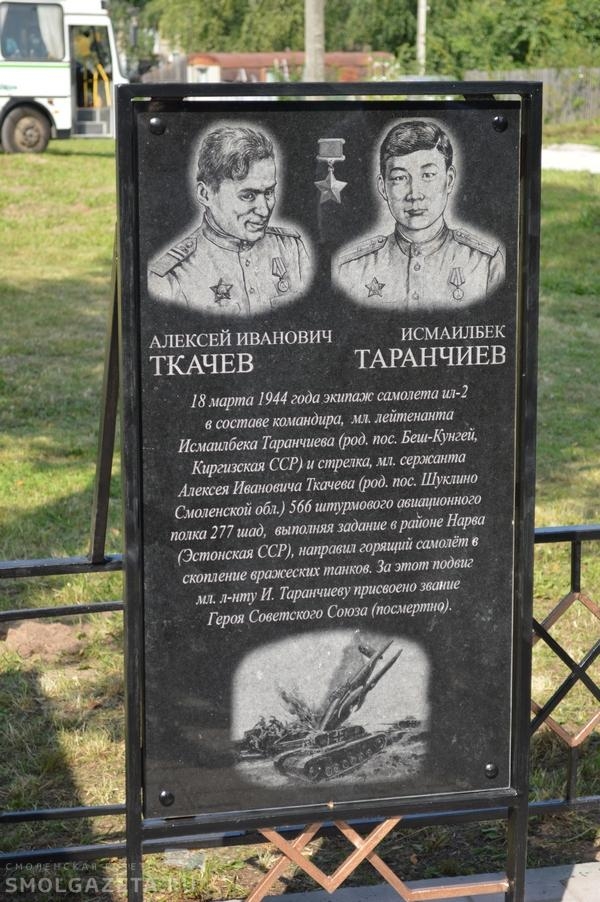 АЛЕКСЕЙ ИВАНОВИЧ
ТКАЧЕВ
ИСМАИЛБЕК
ТАРАНЧИЕВ
18 марта 1944 года экипаж самолета ил-2
в составе командира, мл. лейтенанта
Исмаилбека Таранчиева (род. пос. Беш-Кунгей,
Киргизская ССР) и стрелка, мл. сержанта
Алексея Ивановича Ткачева (род. пос. Шуклино
Смоленской обл.) 566 штурмового авиационного
полка 277 шад, выполняя задание в районе Нарва
(Эстонская ССР), направил горящий самолёт в
скопление вражеских танков. За этот подвиг
мл. л-нту И. Таранчиеву присвоено звание
Героя Советского Союза (посмертно).
СМОЛЕНСКАЯ ГАЗЕТА
SMOLGAZETA.RU